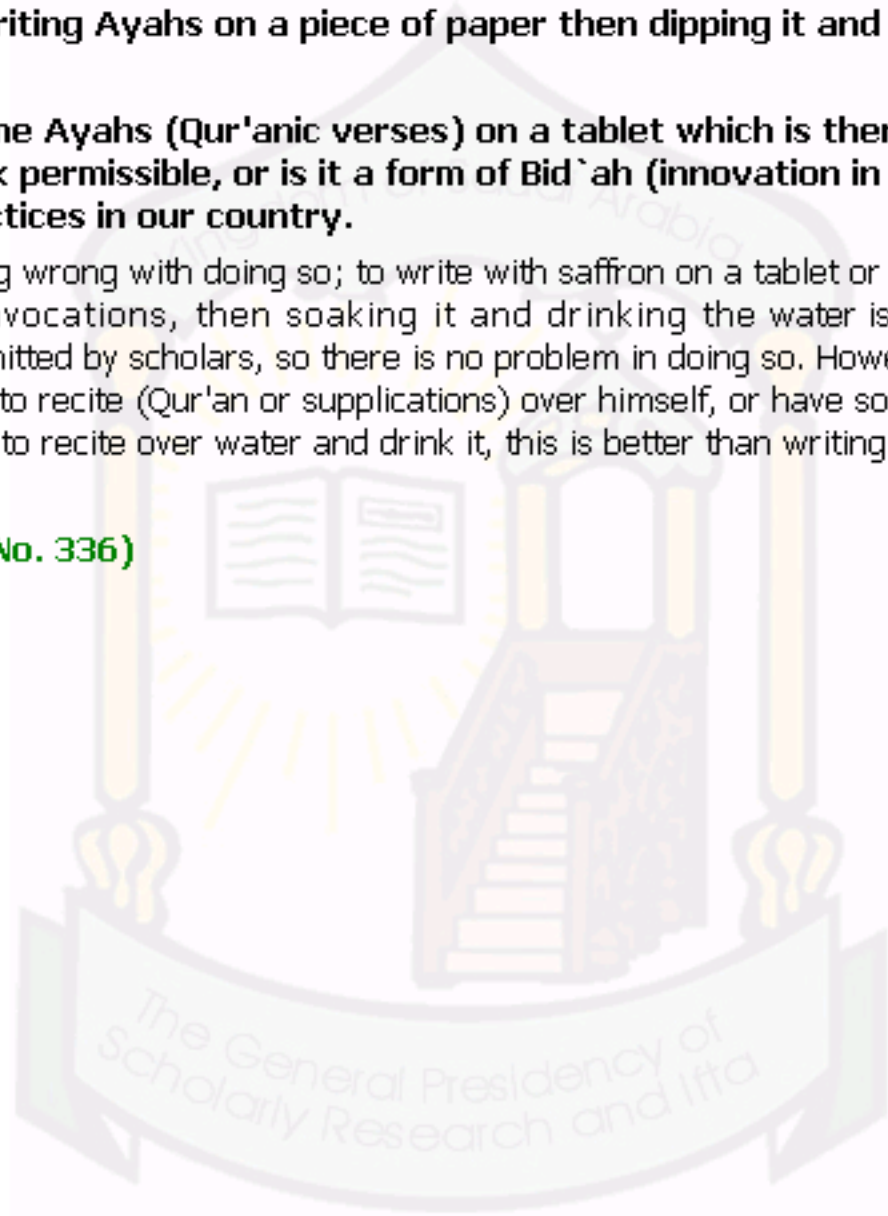 riting Ayahs on a piece of paper then dipping it and
ne Ayahs (Qur'anic verses) on a tablet which is ther
k permissible, or is it a form of Bid`ah (innovation in
ctices in our country.
g wrong with doing so; to write with saffron on a tablet or
vocations, then soaking it and drinking the water is
nitted by scholars, so there is no problem in doing so. Howe
to recite (Qur'an or supplications) over himself, or have so
to recite over water and drink it, this is better than writing
No. 336)
Kingdom of Saudi Arabia
The General Presidency of
Scholarly Research and Ifta